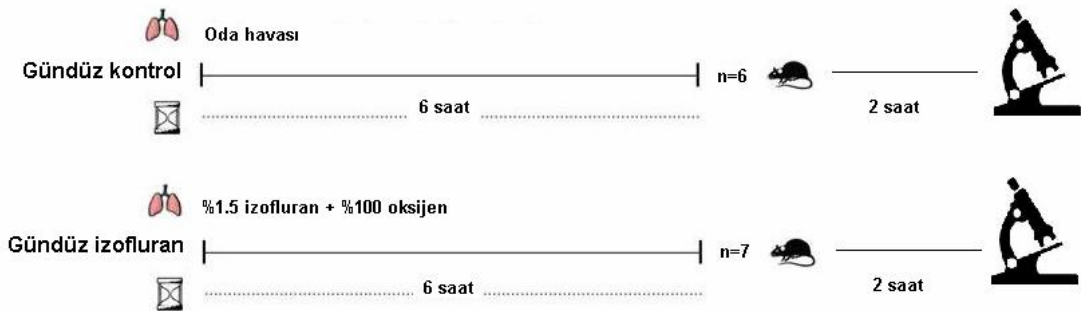 Oda havası
Gündüz kontrol
n=6
6 saat
2 saat
%1.5 izofluran + %100 oksijen
Gündüz izofluran
n=7
6 saat
2 saat